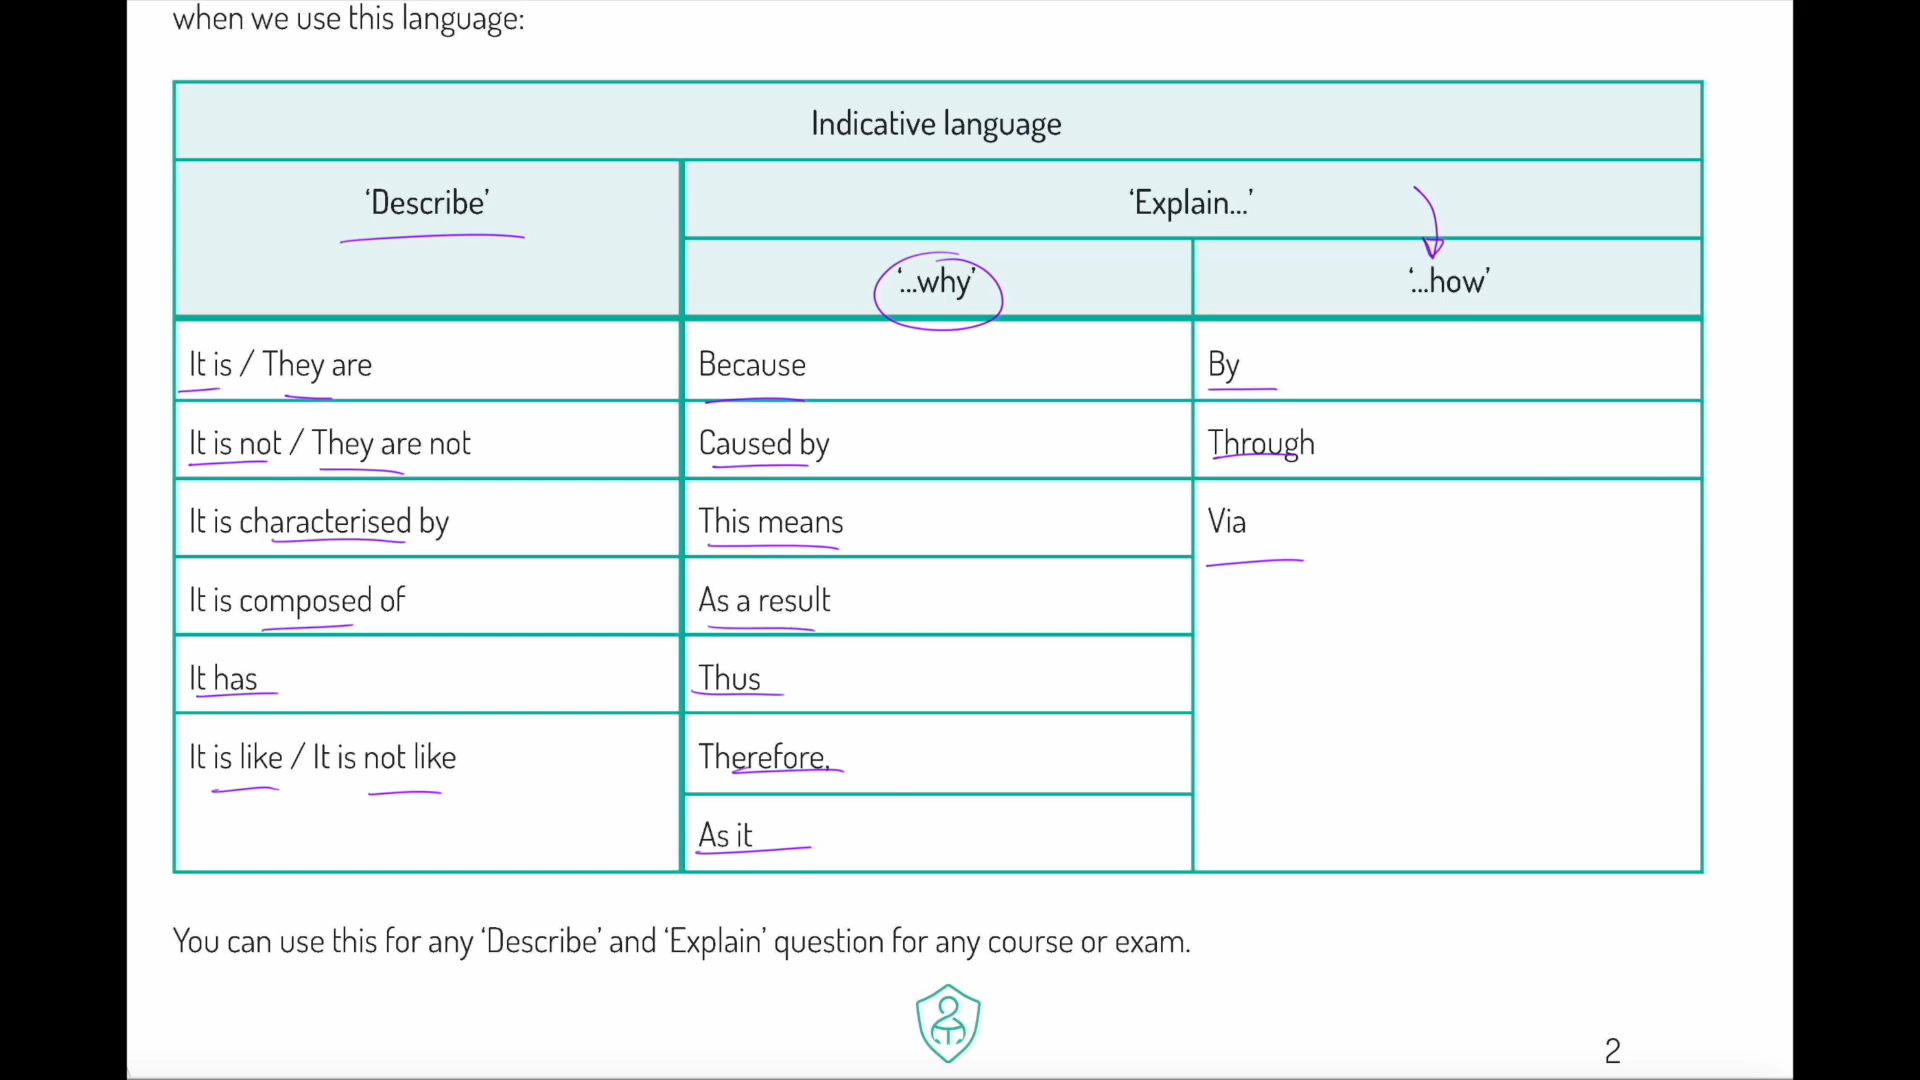 when we use this language:
Indicative language
‘Describe’
‘Explain...’
‘...why’
‘...how’
It is / They are
Because
By
It is not / They are not
Caused by
Through
It is characterised by
This means
Via
It is composed of
As a result
It has
Thus
It is like / It is not like
Therefore,
As it
You can use this for any ‘Describe’ and ‘Explain’ question for any course or exam.
2